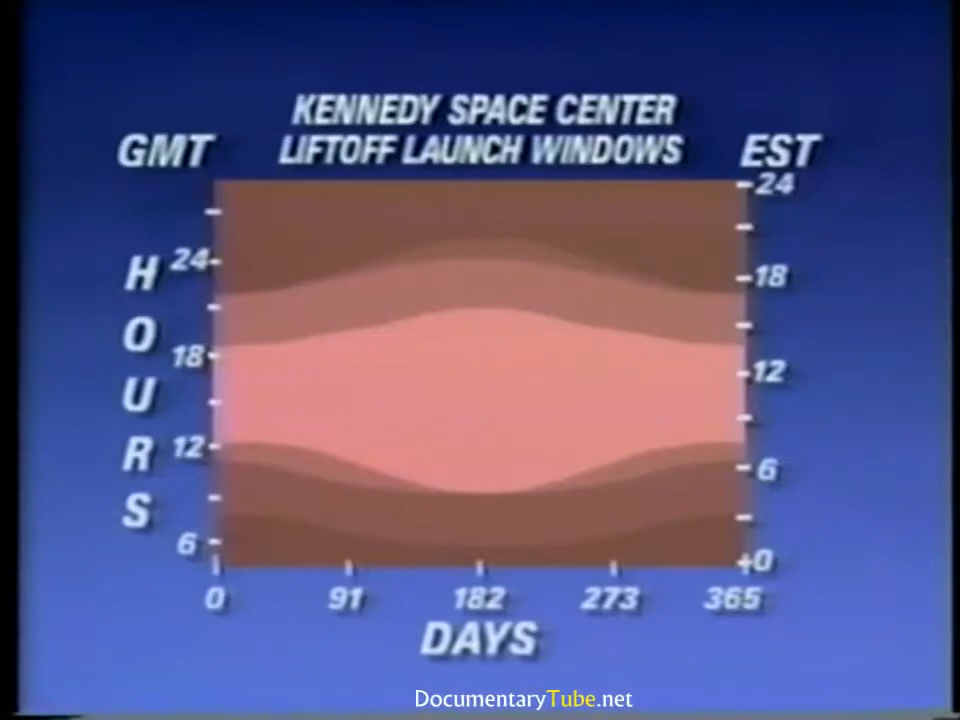 KENNEDY SPACE CENTER
LIFTOFF LAUNCH WINDOWS
GMT
EST
24
24
18
18
12
12
6
6
0
HOURS
0 91 182 273 365
DAYS
DocumentaryTube.net